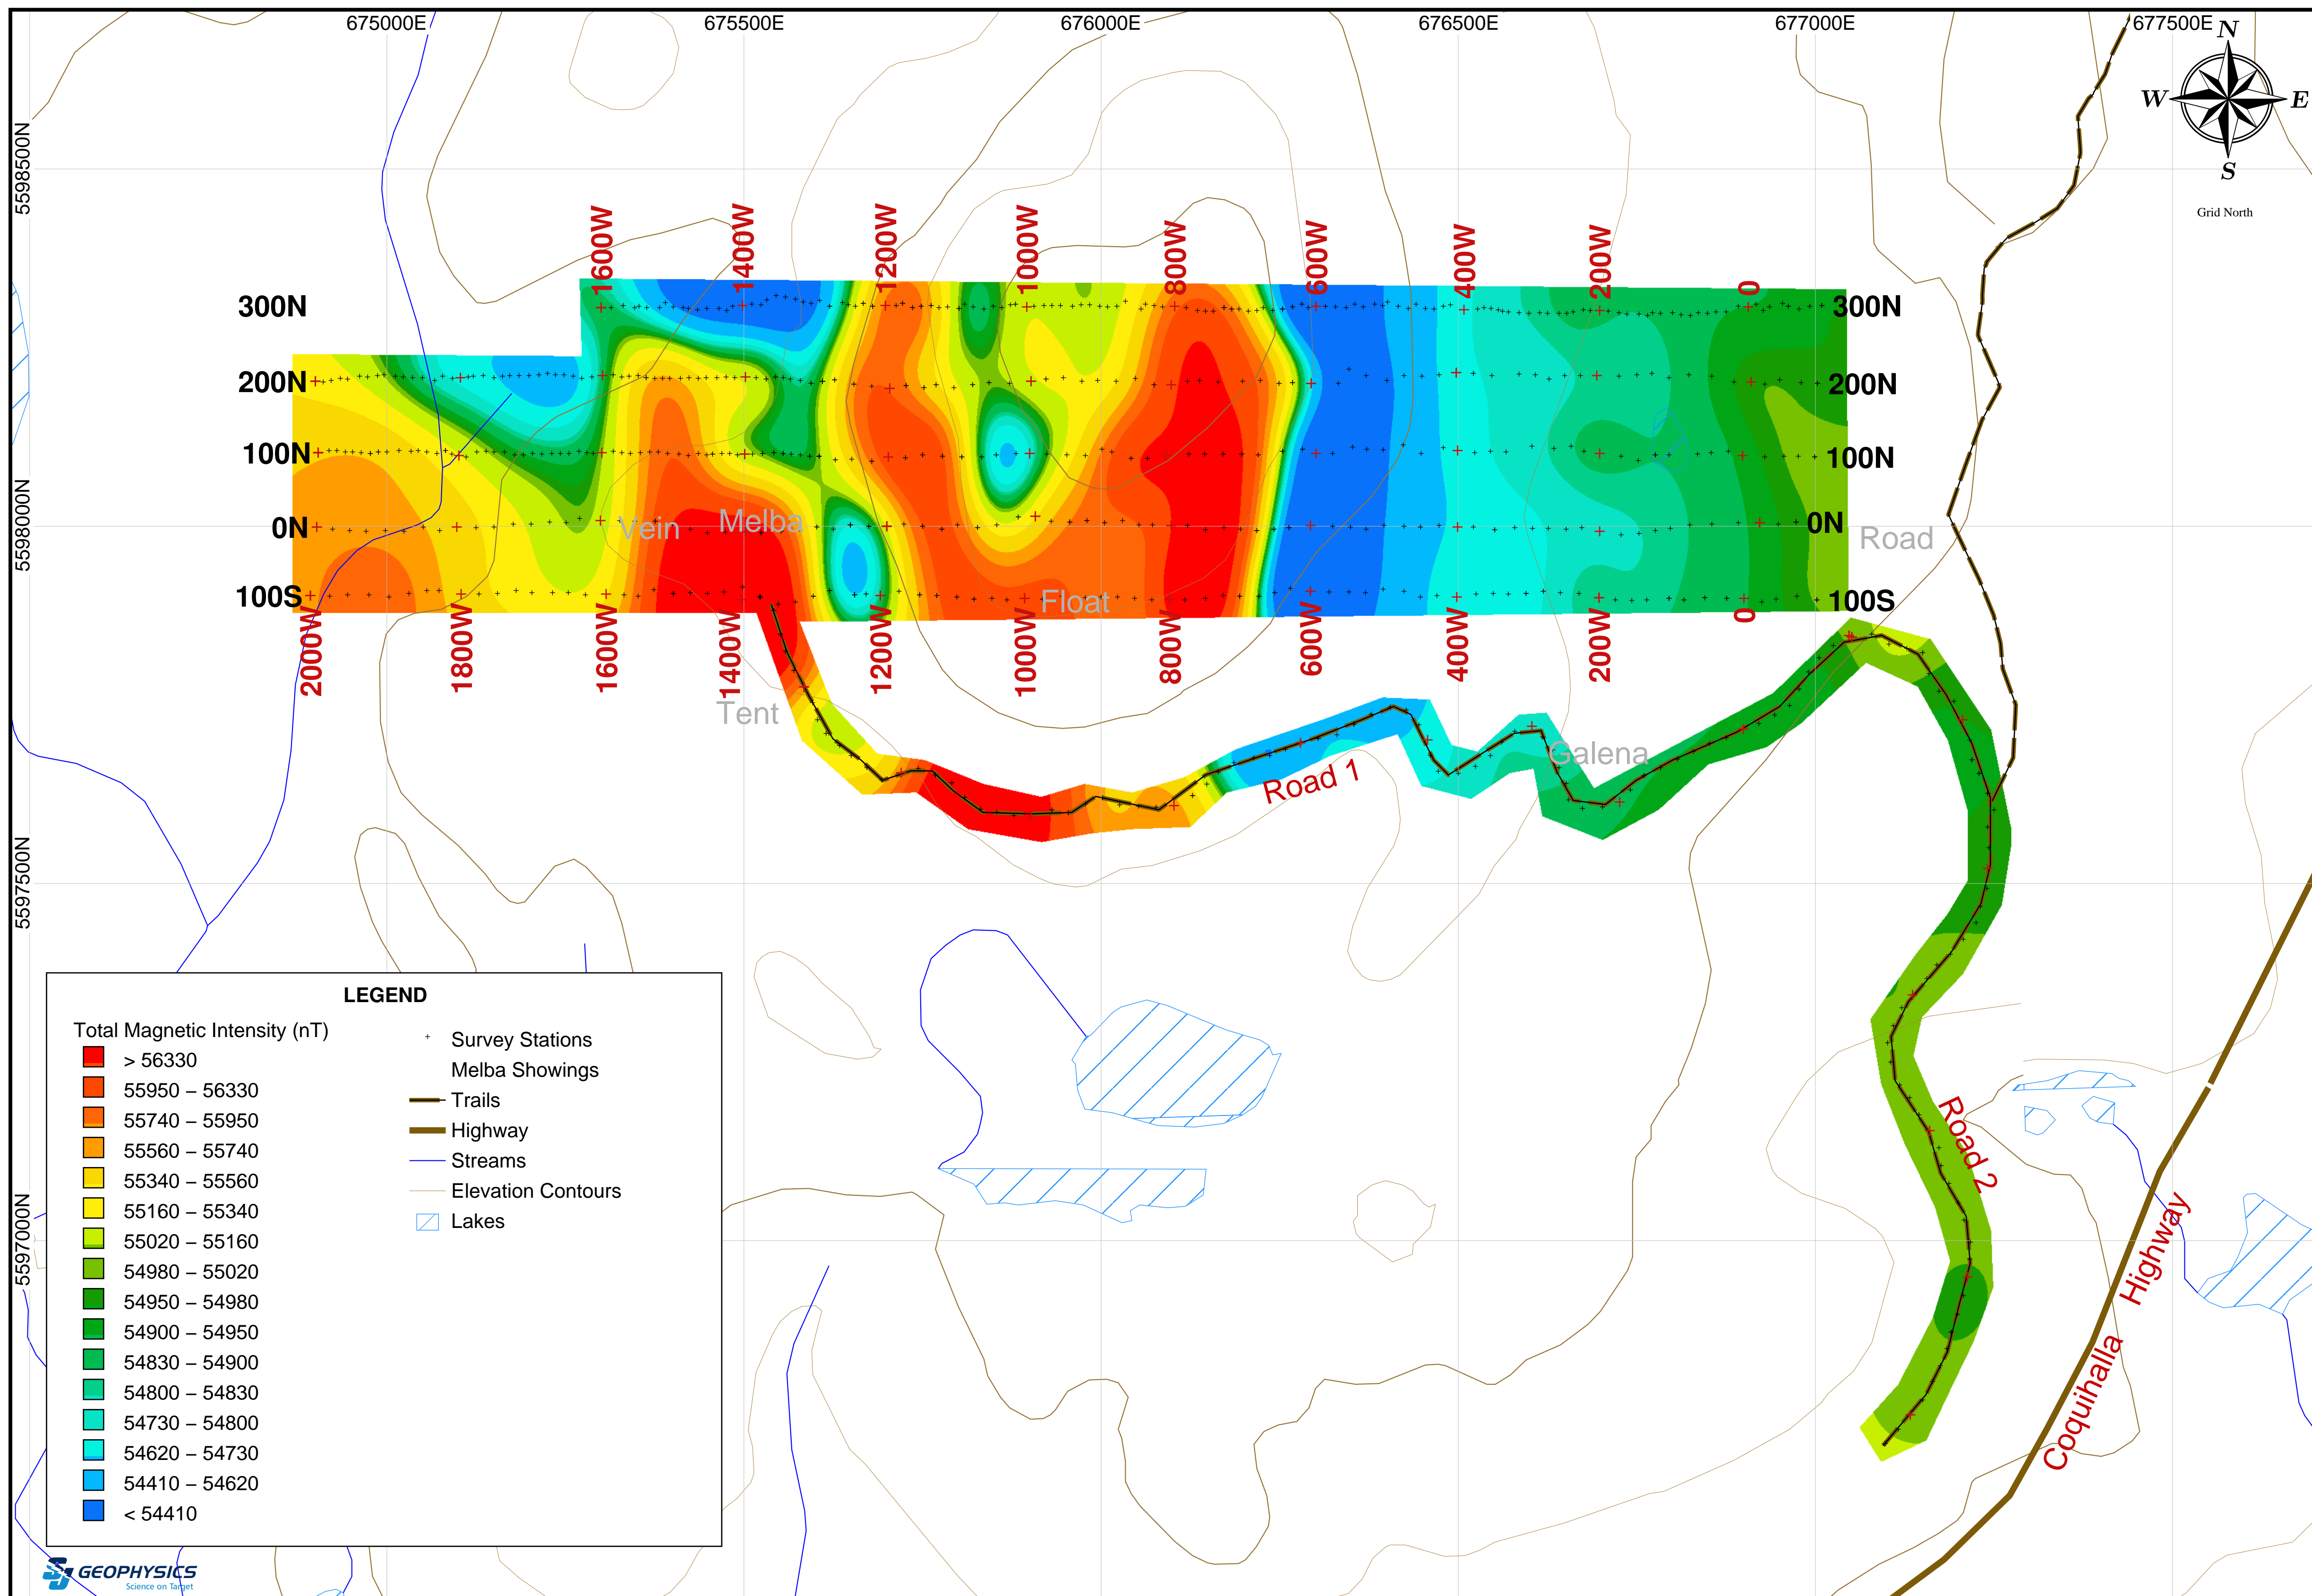 675000E 675500E 676000E 676500E 677000E 677500E
N
W E
S
Grid North
5598500N
1600W 1400W 1200W 1000W 800W 600W 400W 200W 0
300N 300N
200N 200N
100N 100N
5598000N
0N 0N
Vein Melba
Road
100S 100S
Float
2000W 1800W 1600W 1400W 1200W 1000W 800W 600W 400W 200W 0
Tent
Galena
Road 1
5597500N
LEGEND
Total Magnetic Intensity (nT)
> 56330
55950 – 56330
55740 – 55950
55560 – 55740
55340 – 55560
55160 – 55340
55020 – 55160
54980 – 55020
54950 – 54980
54900 – 54950
54830 – 54900
54800 – 54830
54730 – 54800
54620 – 54730
54410 – 54620
< 54410
Survey Stations
Melba Showings
Trails
Highway
Streams
Elevation Contours
Lakes
Road 2
5597000N
Coquihalla Highway
SJ GEOPHYSICS
Science on Target